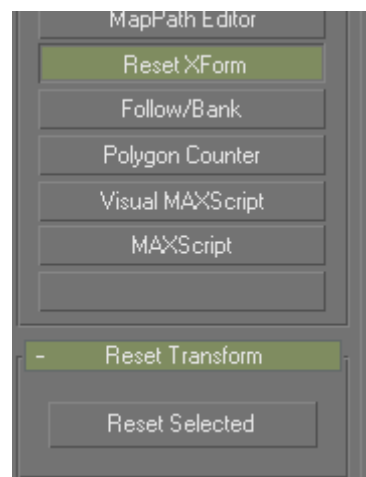 MapPath Editor
Reset XForm
Follow/Bank
Polygon Counter
Visual MAXScript
MAXScript
- Reset Transform
Reset Selected